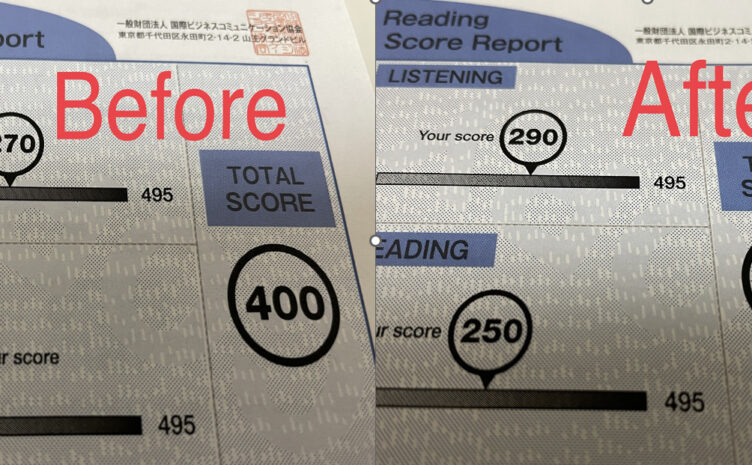 ort
一般財団法人 国際ビジネスコミュニケーション協会
東京都千代田区永田町2-14-2 山王グランドビル
Before
270
495
TOTAL
SCORE
400
r score
495
Reading
Score Report
一般財団法人 国際ビジネスコミ
東京都千代田区永田町2-14-2
After
LISTENING
Your score 290
495
EADING
ur score 250
495